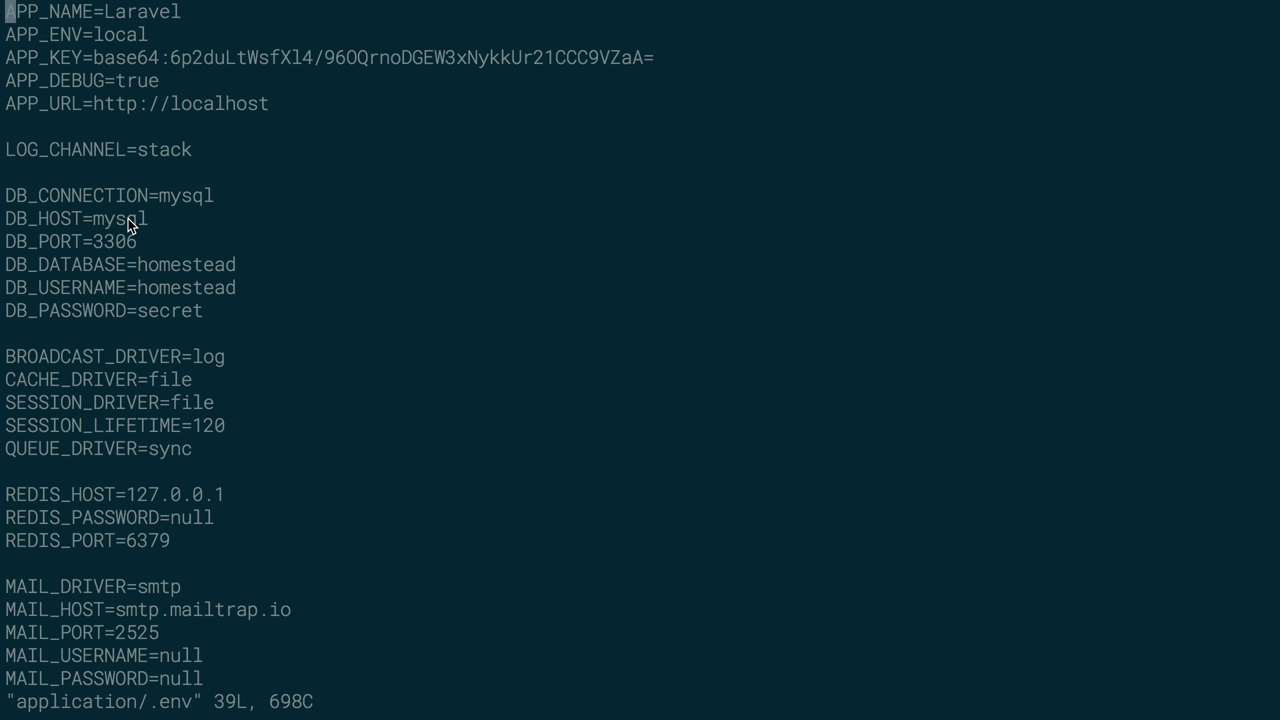 APP_NAME=Laravel
APP_ENV=local
APP_KEY=base64:6p2duLtWsfXl4/96OQrnoDGEW3xNykkUr21CCC9VZaA=
APP_DEBUG=true
APP_URL=http://localhost
LOG_CHANNEL=stack
DB_CONNECTION=mysql
DB_HOST=mysql
DB_PORT=3306
DB_DATABASE=homestead
DB_USERNAME=homestead
DB_PASSWORD=secret
BROADCAST_DRIVER=log
CACHE_DRIVER=file
SESSION_DRIVER=file
SESSION_LIFETIME=120
QUEUE_DRIVER=sync
REDIS_HOST=127.0.0.1
REDIS_PASSWORD=null
REDIS_PORT=6379
MAIL_DRIVER=smtp
MAIL_HOST=smtp.mailtrap.io
MAIL_PORT=2525
MAIL_USERNAME=null
MAIL_PASSWORD=null
"application/.env" 39L, 698C